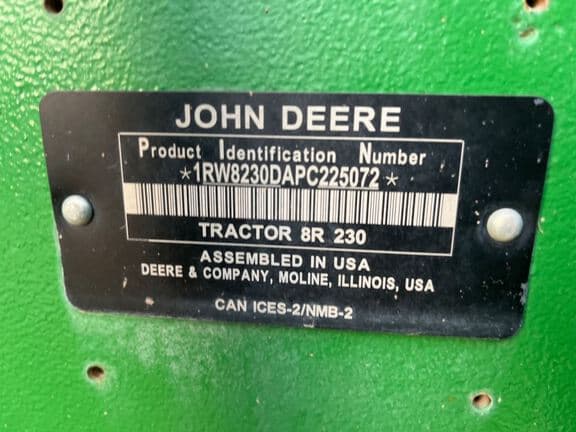 JOHN DEERE
Product Identification Number
*1RW8230DAPC225072*
TRACTOR 8R 230
ASSEMBLED IN USA
DEERE & COMPANY, MOLINE, ILLINOIS, USA
CAN ICES-2/NMB-2